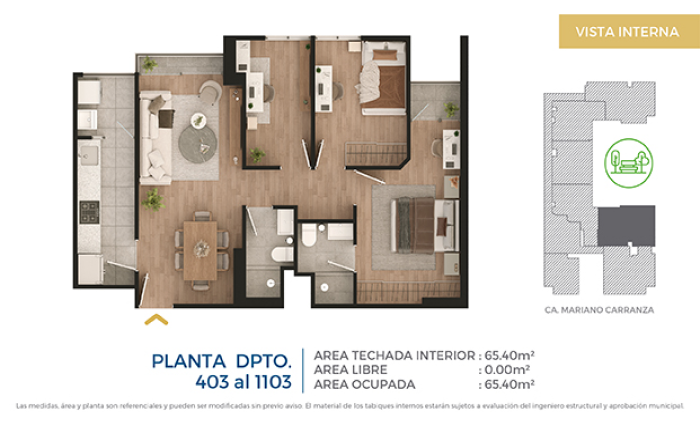 VISTA INTERNA
CA. MARIANO CARRANZA
PLANTA DPTO.
403 al 1103
AREA TECHADA INTERIOR : 65.40m²
AREA LIBRE : 0.00m²
AREA OCUPADA : 65.40m²
Las medidas, área y planta son referenciales y pueden ser modificadas sin previo aviso. El material de los tabiques internos estarán sujetos a evaluación del ingeniero estructural y aprobación municipal.